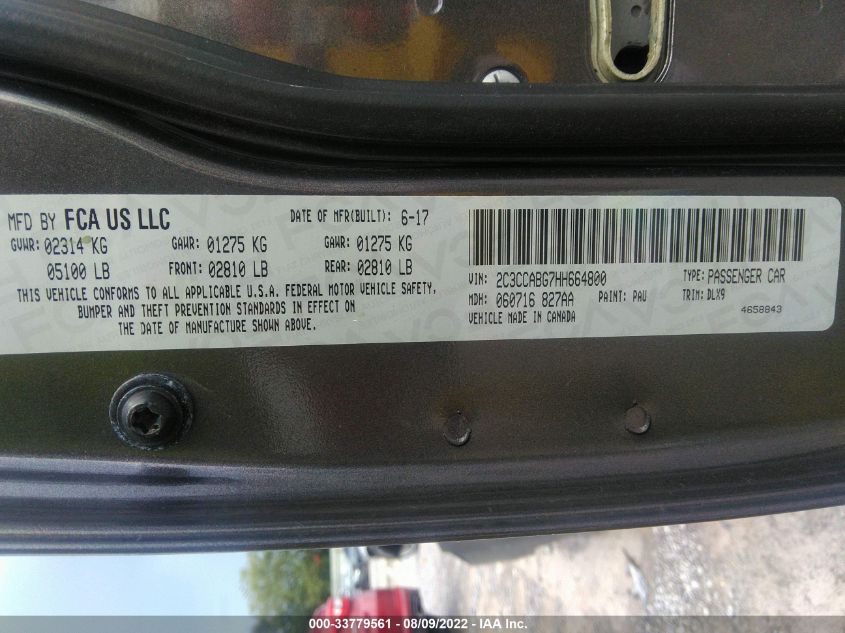 MFD BY FCA US LLC
DATE OF MFR(BUILT): 6-17
GVWR: 02314 KG GAWR: 01275 KG GAWR: 01275 KG
05100 LB FRONT: 02810 LB REAR: 02810 LB
THIS VEHICLE CONFORMS TO ALL APPLICABLE U.S.A. FEDERAL MOTOR VEHICLE SAFETY,
BUMPER AND THEFT PREVENTION STANDARDS IN EFFECT ON
THE DATE OF MANUFACTURE SHOWN ABOVE.
VIN: 2C3CCABG7HH664800 TYPE: PASSENGER CAR
MDH: 060716 827AA PAINT: PAU TRIM: DLX9
VEHICLE MADE IN CANADA 4658843
000-33779561 - 08/09/2022 - © IAA Inc.